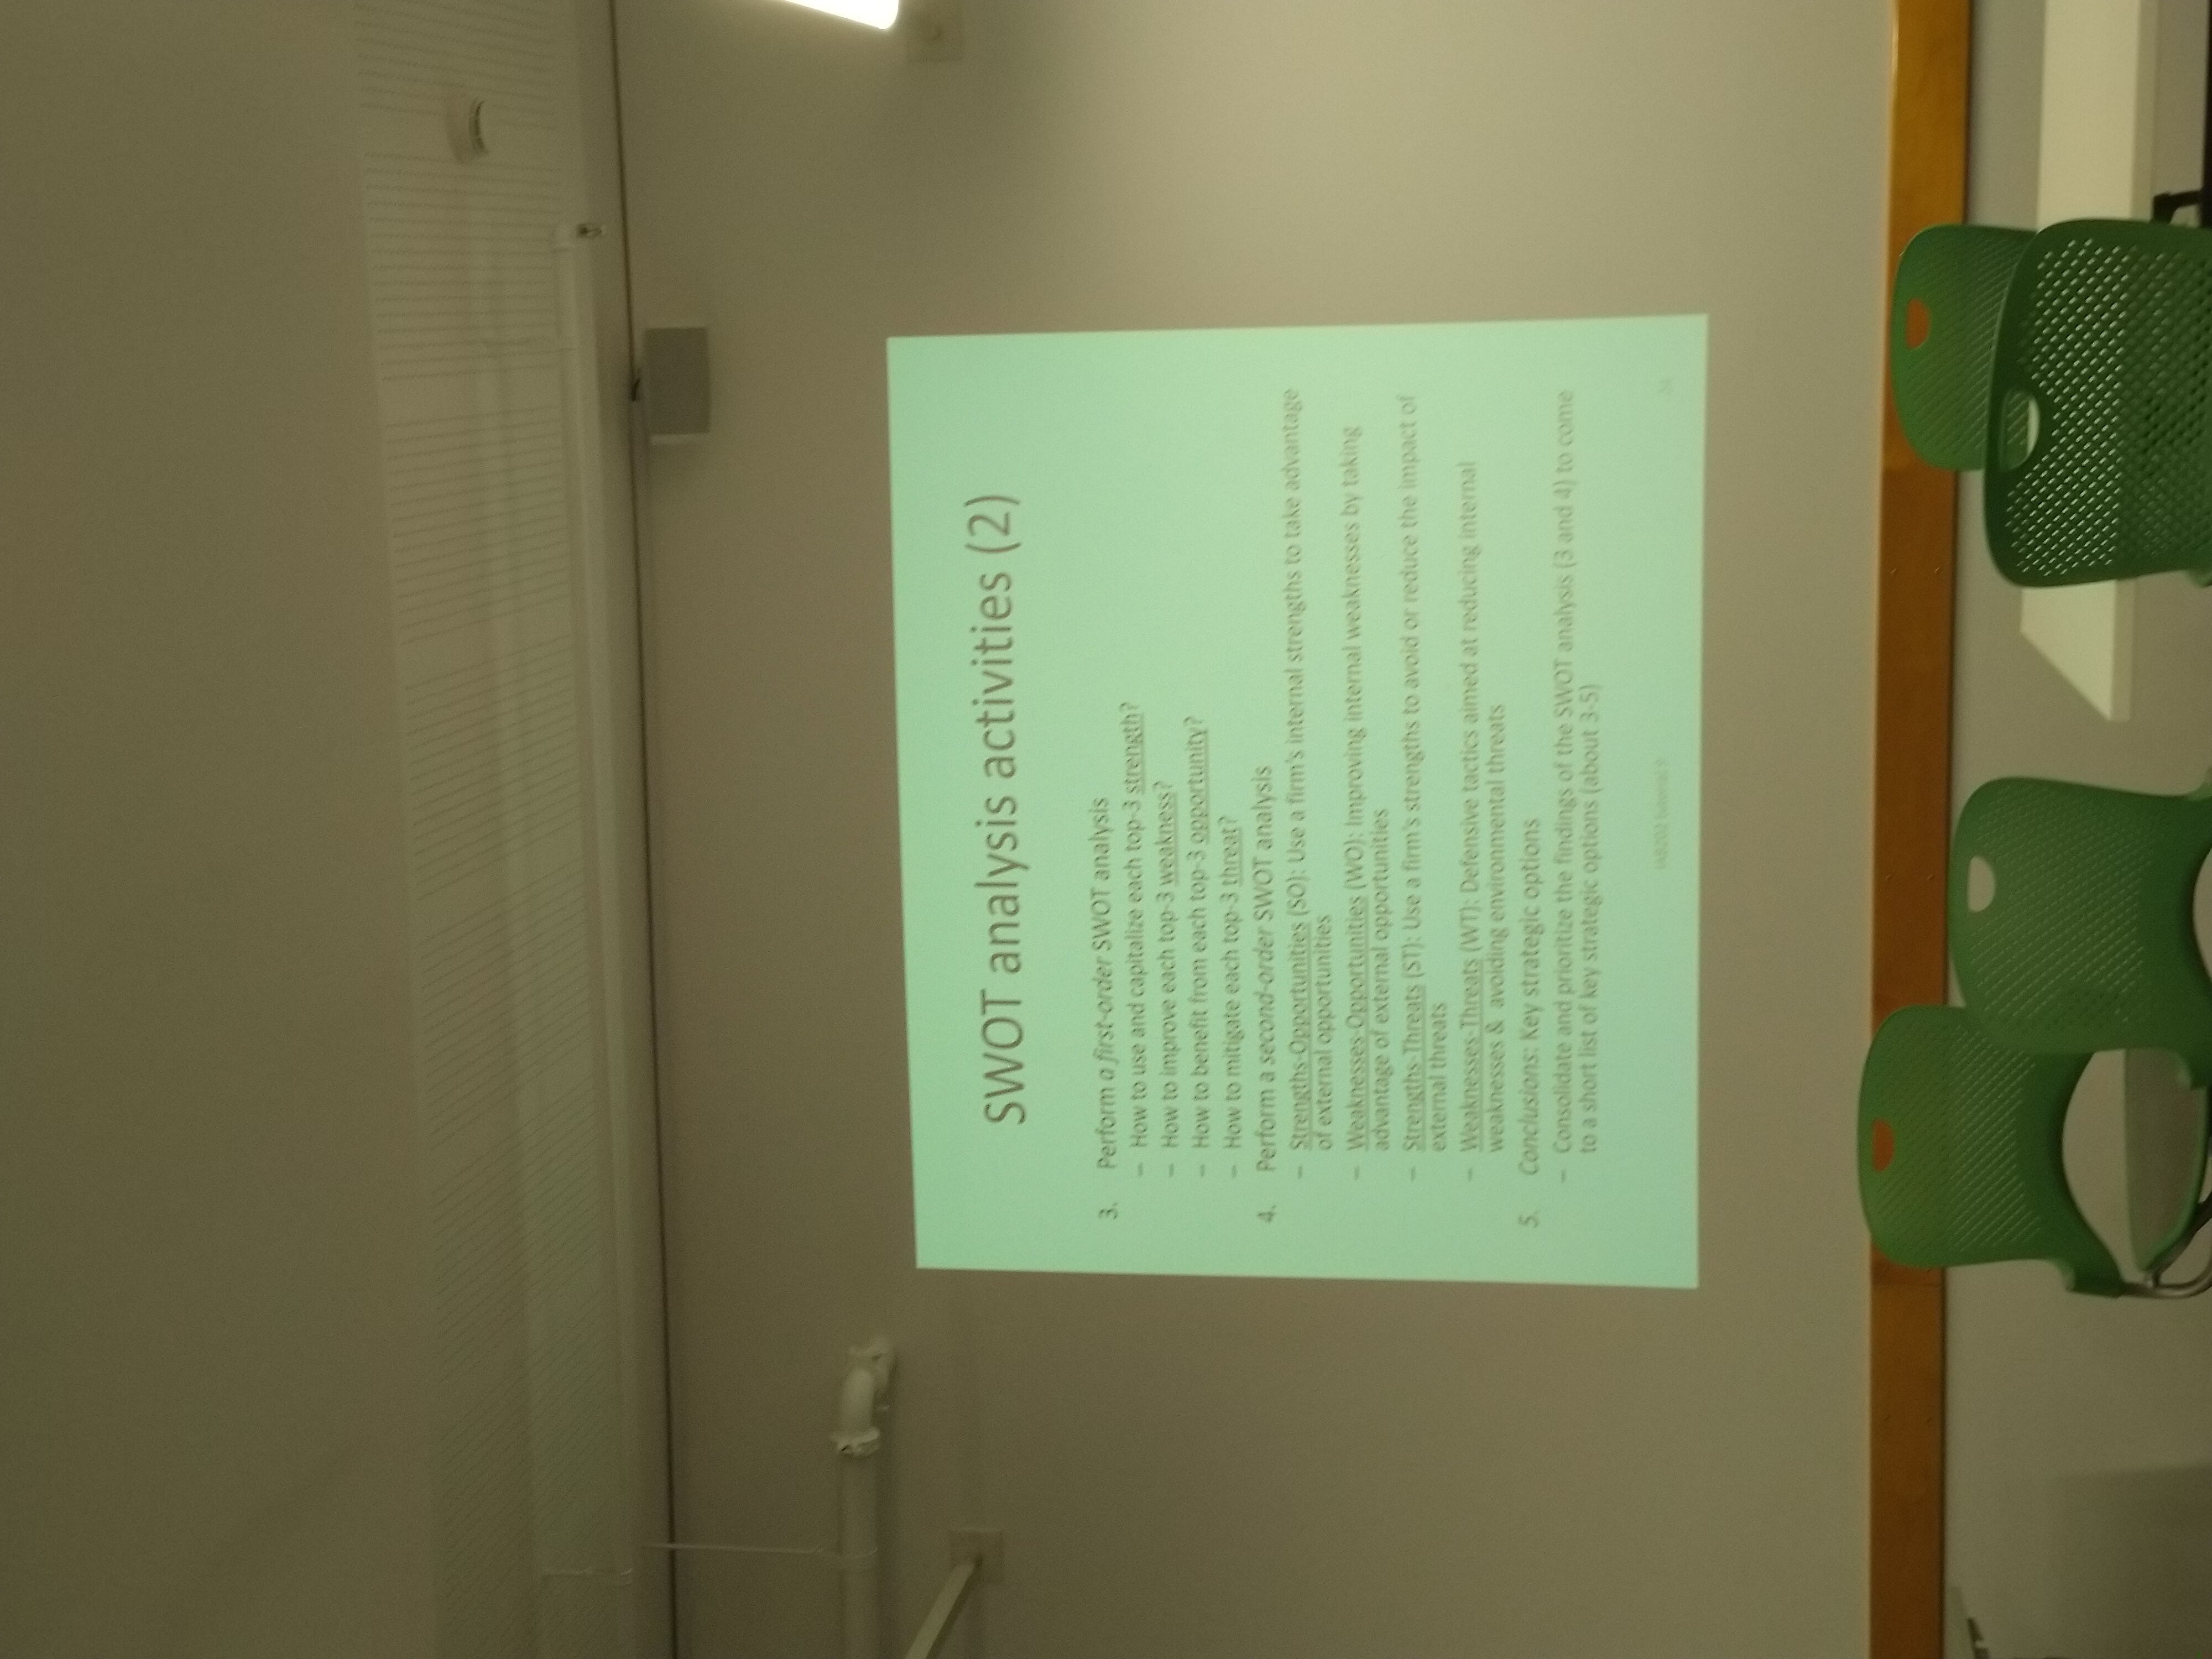 SWOT analysis activities (2)
3. Perform a first-order SWOT analysis
– How to use and capitalize each top-3 strength?
– How to improve each top-3 weakness?
– How to benefit from each top-3 opportunity?
– How to mitigate each top-3 threat?
4. Perform a second-order SWOT analysis
– Strengths-Opportunities (SO): Use a firm's internal strengths to take advantage
of external opportunities
– Weaknesses-Opportunities (WO): Improving internal weaknesses by taking
advantage of external opportunities
– Strengths-Threats (ST): Use a firm's strengths to avoid or reduce the impact of
external threats
– Weaknesses-Threats (WT): Defensive tactics aimed at reducing internal
weaknesses & avoiding environmental threats
5. Conclusions: Key strategic options
– Consolidate and prioritize the findings of the SWOT analysis (3 and 4) to come
to a short list of key strategic options (about 3-5)
IAB202 tutorial